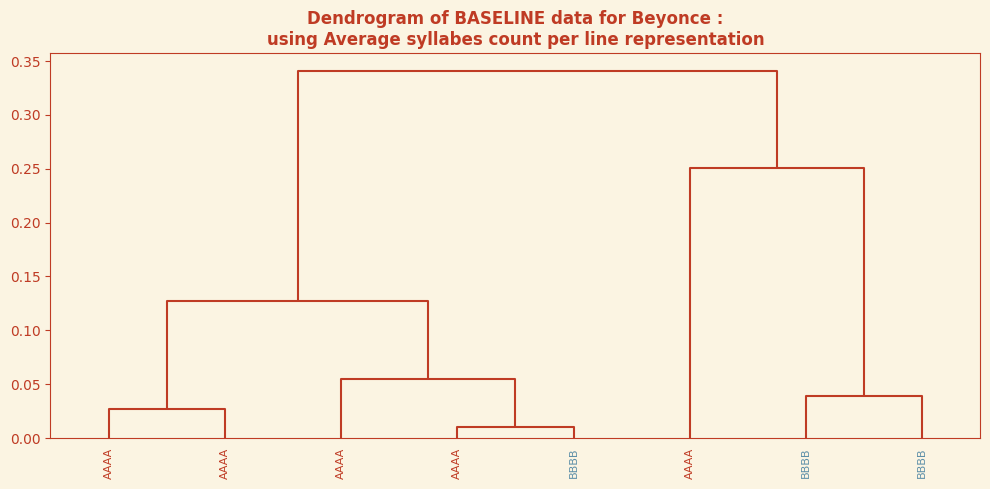 Dendrogram of BASELINE data for Beyonce :
using Average syllabes count per line representation
0.35
0.30
0.25
0.20
0.15
0.10
0.05
0.00
AAAA
AAAA
AAAA
AAAA
BBBB
AAAA
BBBB
BBBB